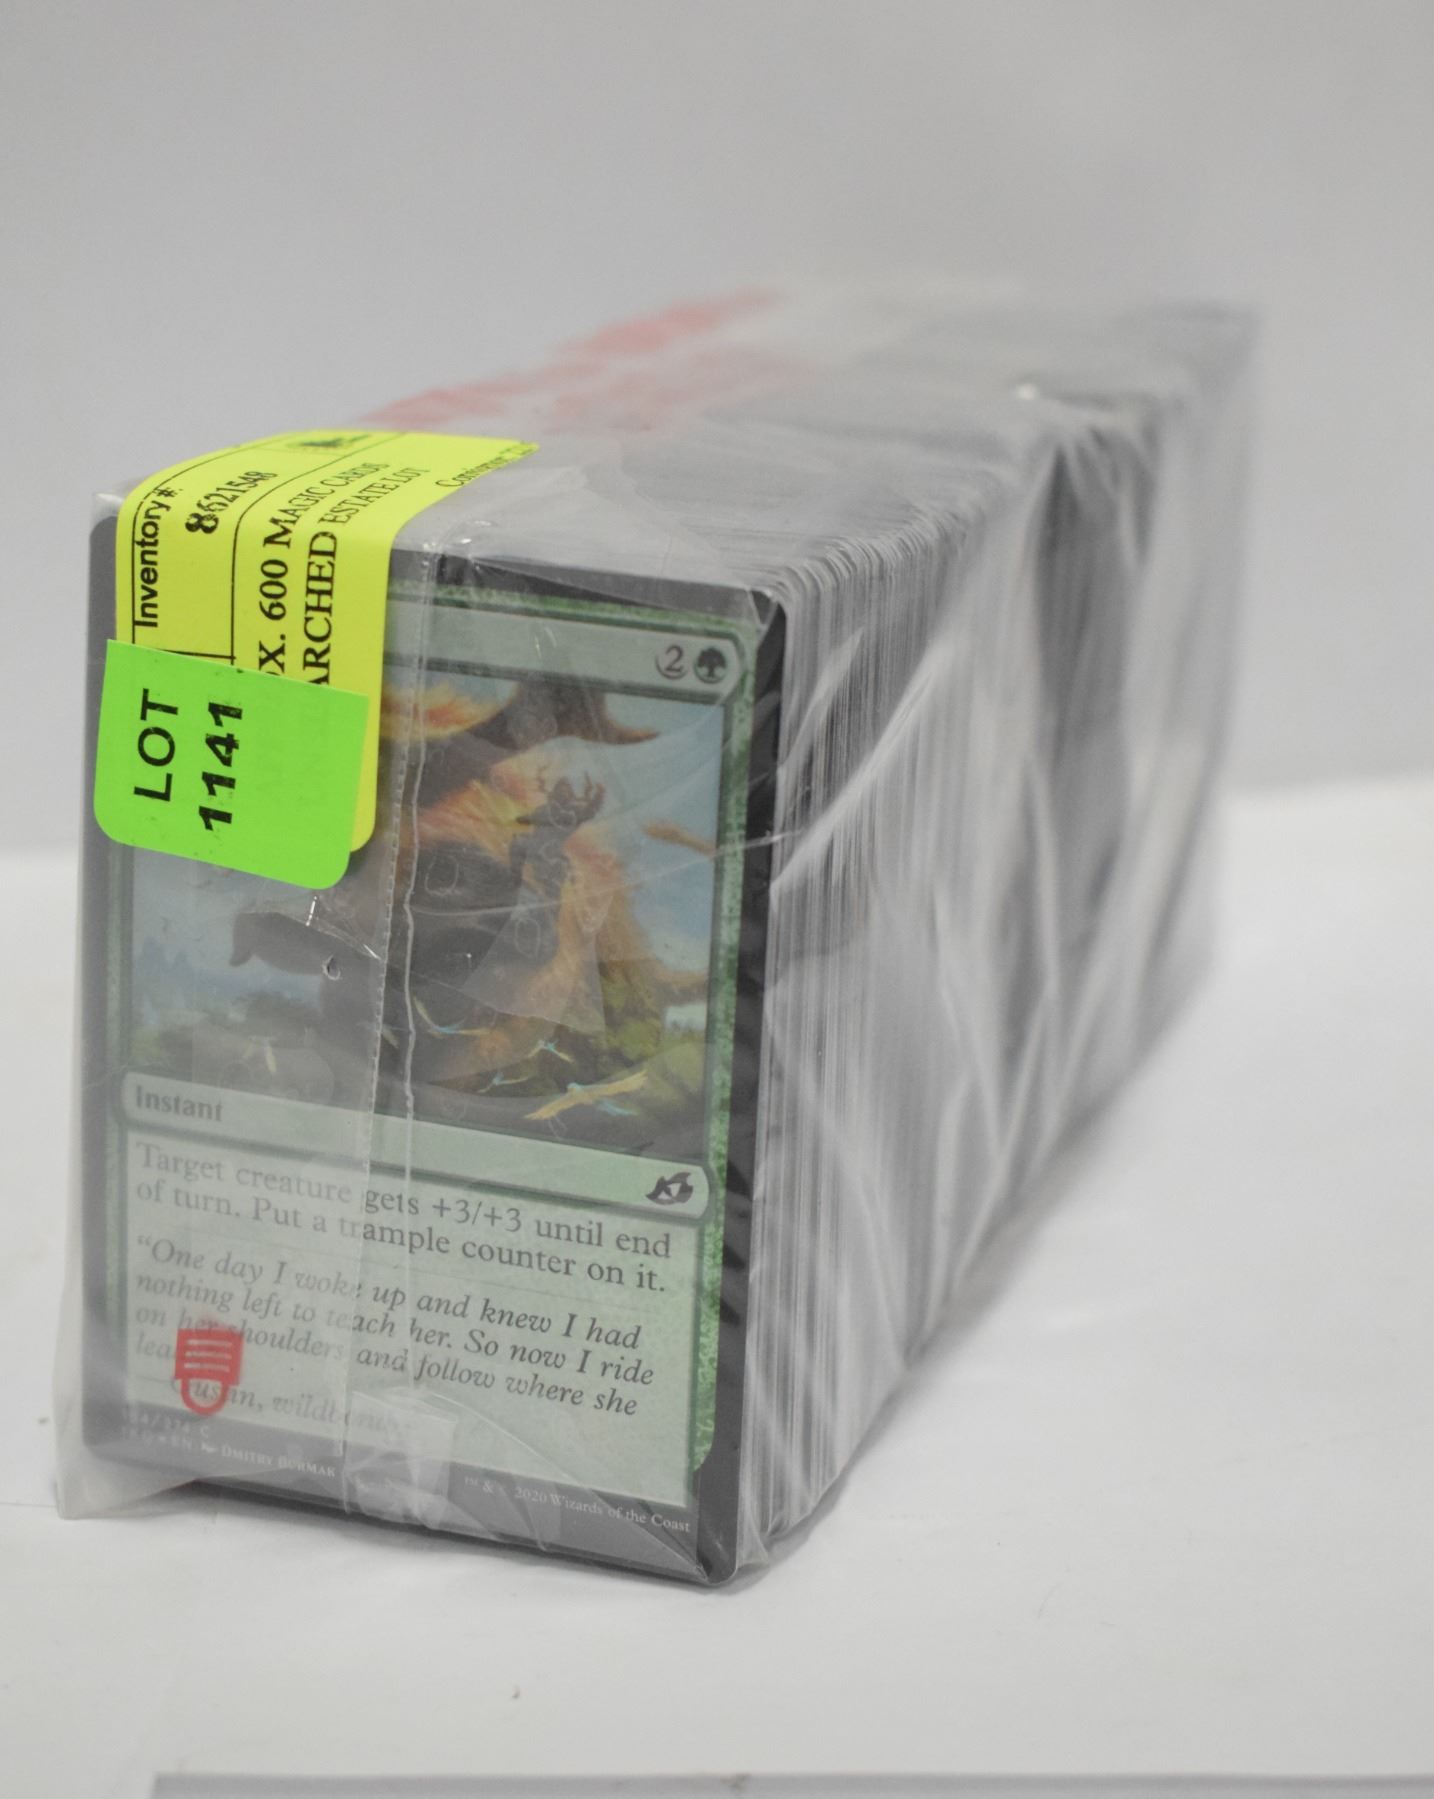 Inventory#:
8621548
OX. 600 MAGIC CARDS
ARCHED ESTATE LOT
LOT
1141
2
Instant
Target creature gets +3/+3 until end
of turn. Put a trample counter on it.
"One day I woke up and knew I had
nothing left to teach her. So now I ride
on her shoulders and follow where she
DMITRY BURMAK
™ & 2020 Wizards of the Coast